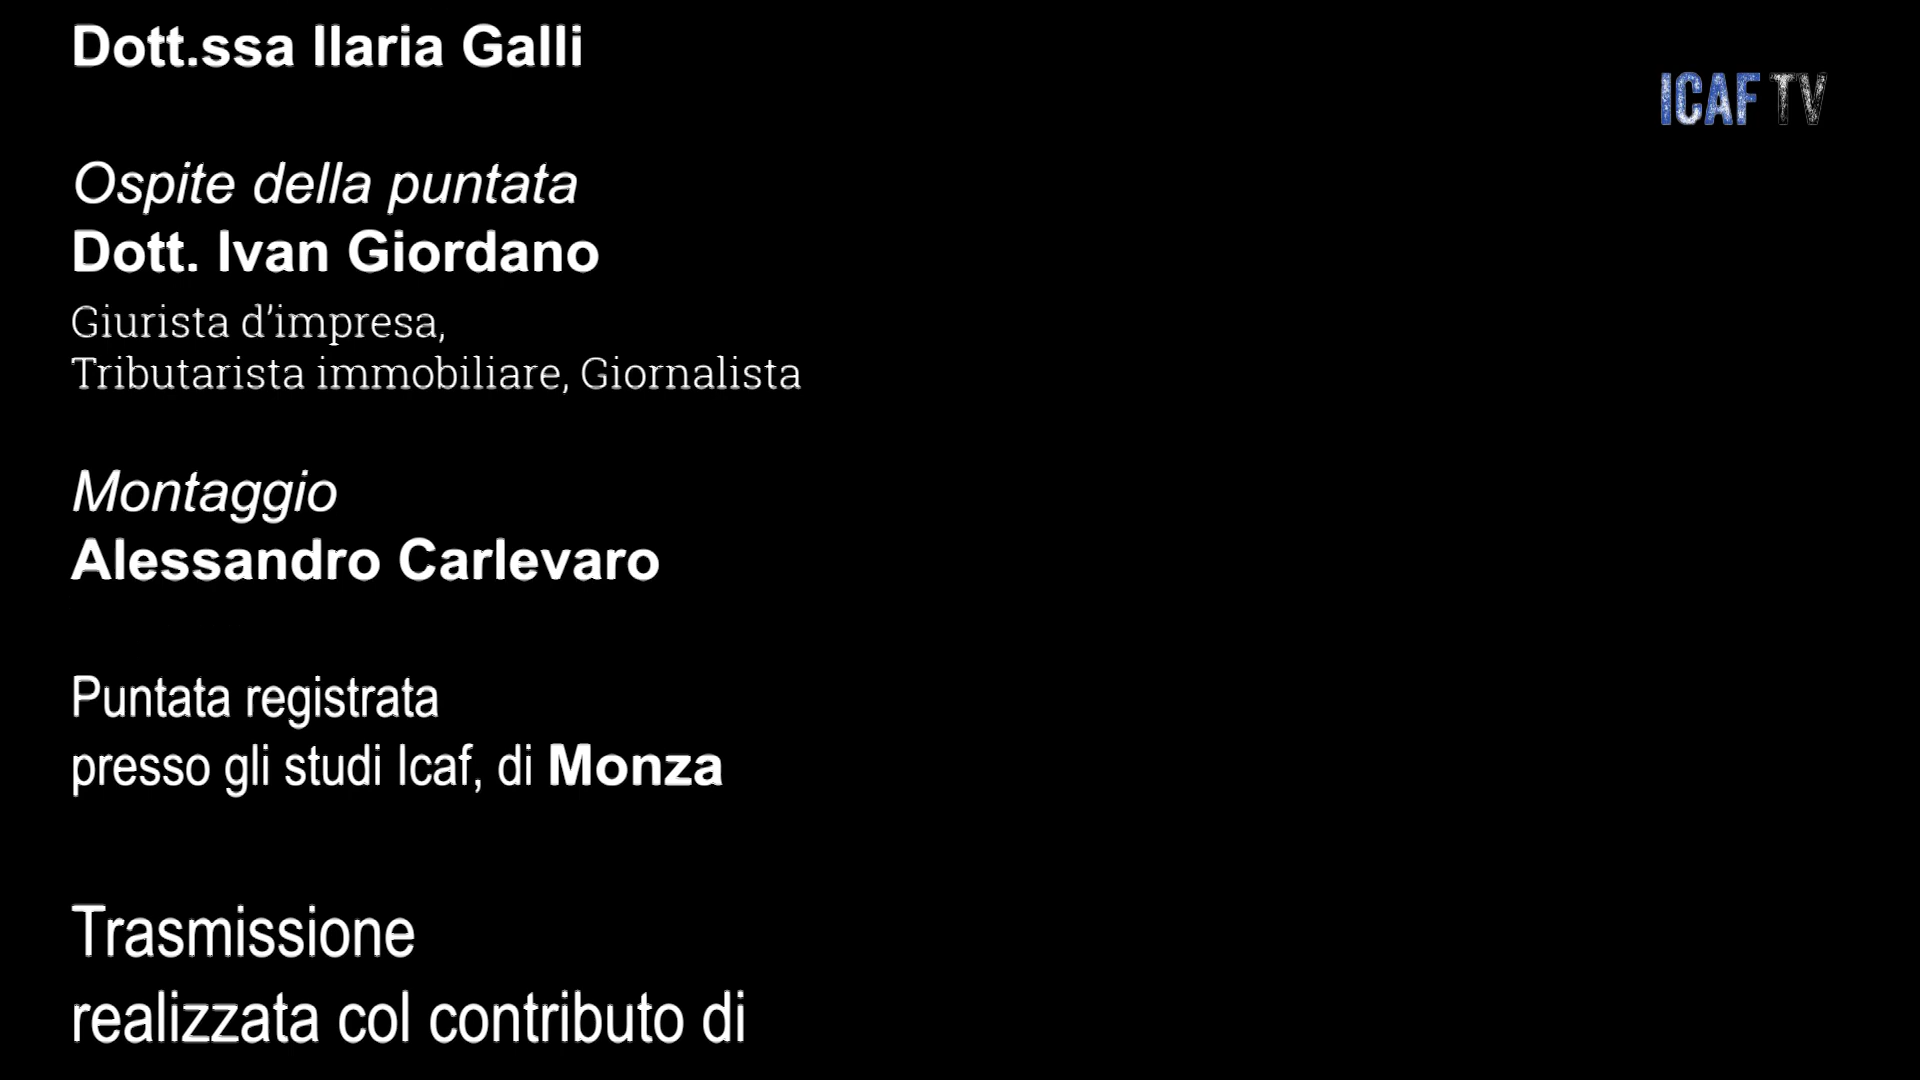 Dott.ssa Ilaria Galli
ICAF TV
Ospite della puntata
Dott. Ivan Giordano
Giurista d’impresa,
Tributarista immobiliare, Giornalista
Montaggio
Alessandro Carlevaro
Puntata registrata
presso gli studi Icaf, di Monza
Trasmissione
realizzata col contributo di